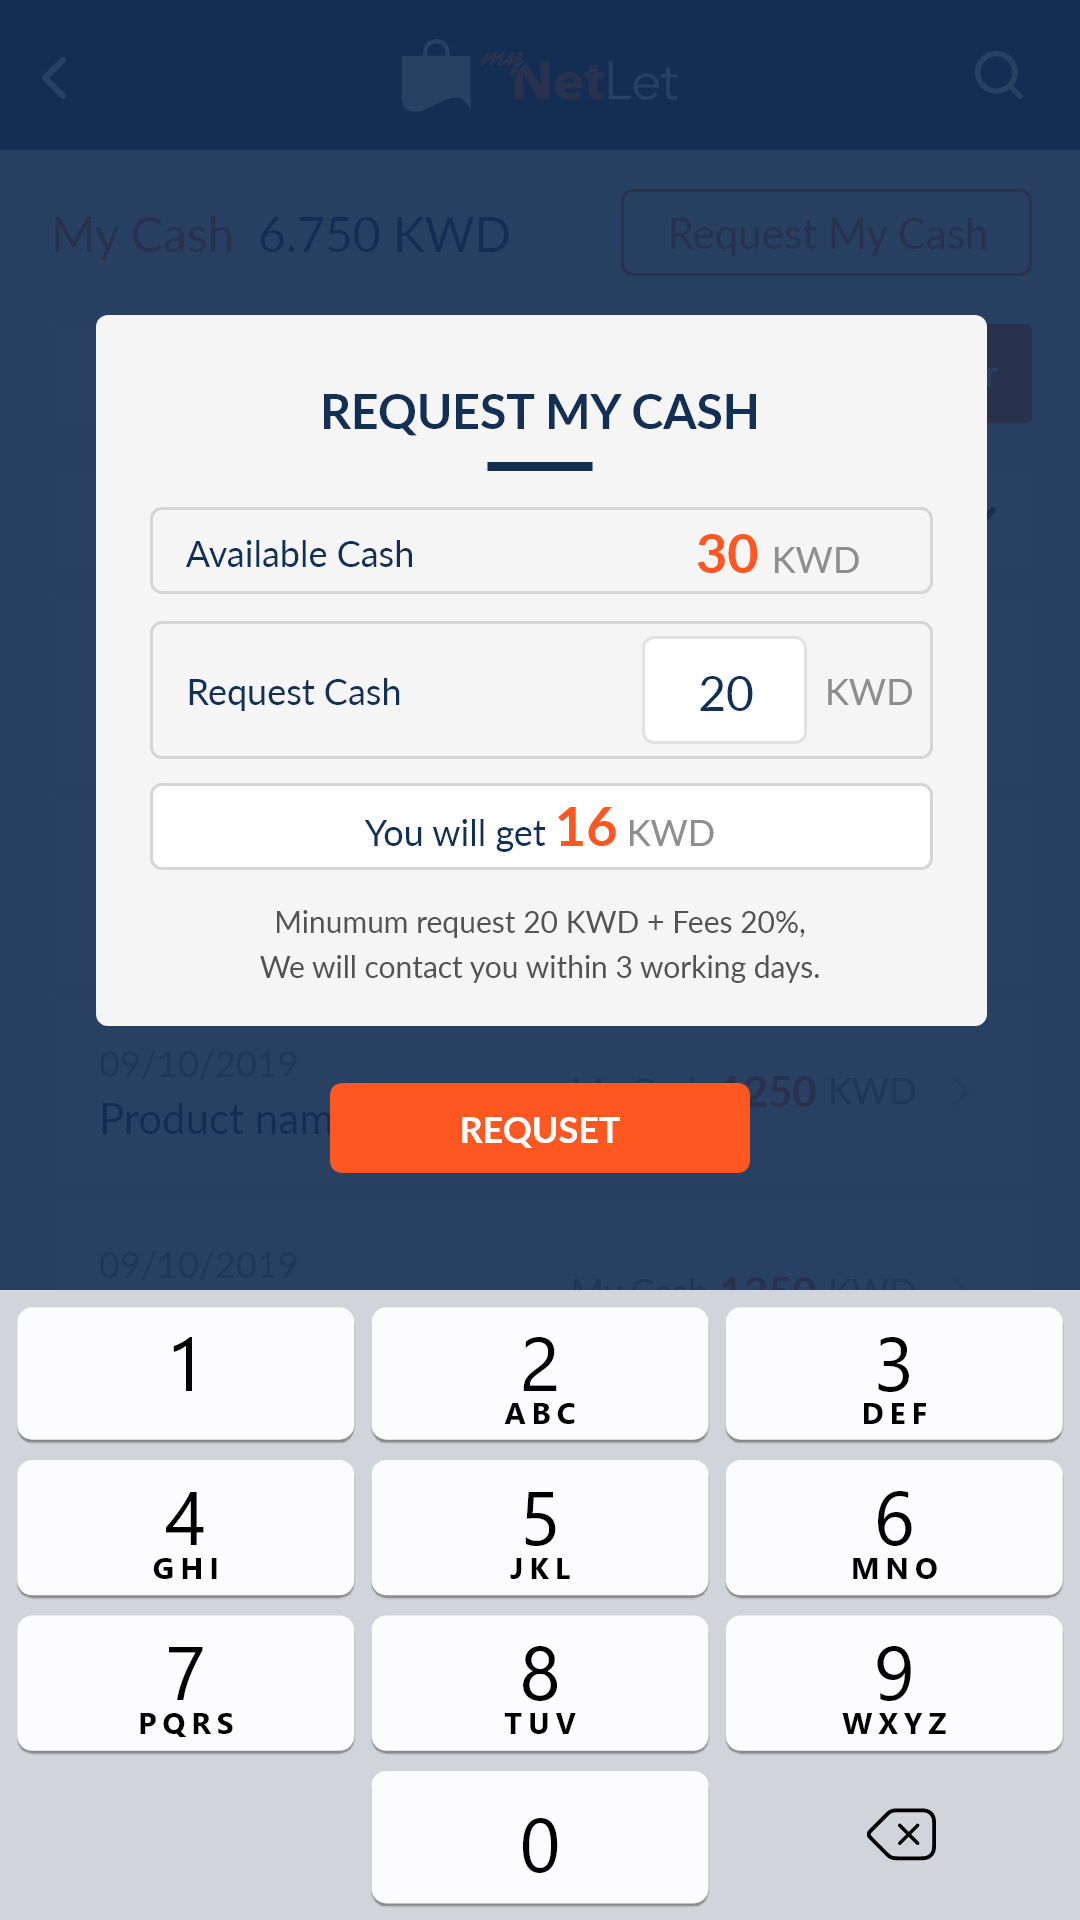 my NetLet
My Cash 6.750 KWD
Request My Cash
REQUEST MY CASH
Available Cash 30 KWD
Request Cash 20 KWD
You will get 16 KWD
Minumum request 20 KWD + Fees 20%,
We will contact you within 3 working days.
09/10/2019
1250 KWD
Product nam
REQUSET
09/10/2019
My Cash 1250 KWD
1
2
3
ABC
DEF
4
5
6
GHI
JKL
MNO
7
8
9
PQRS
TUV
WXYZ
0